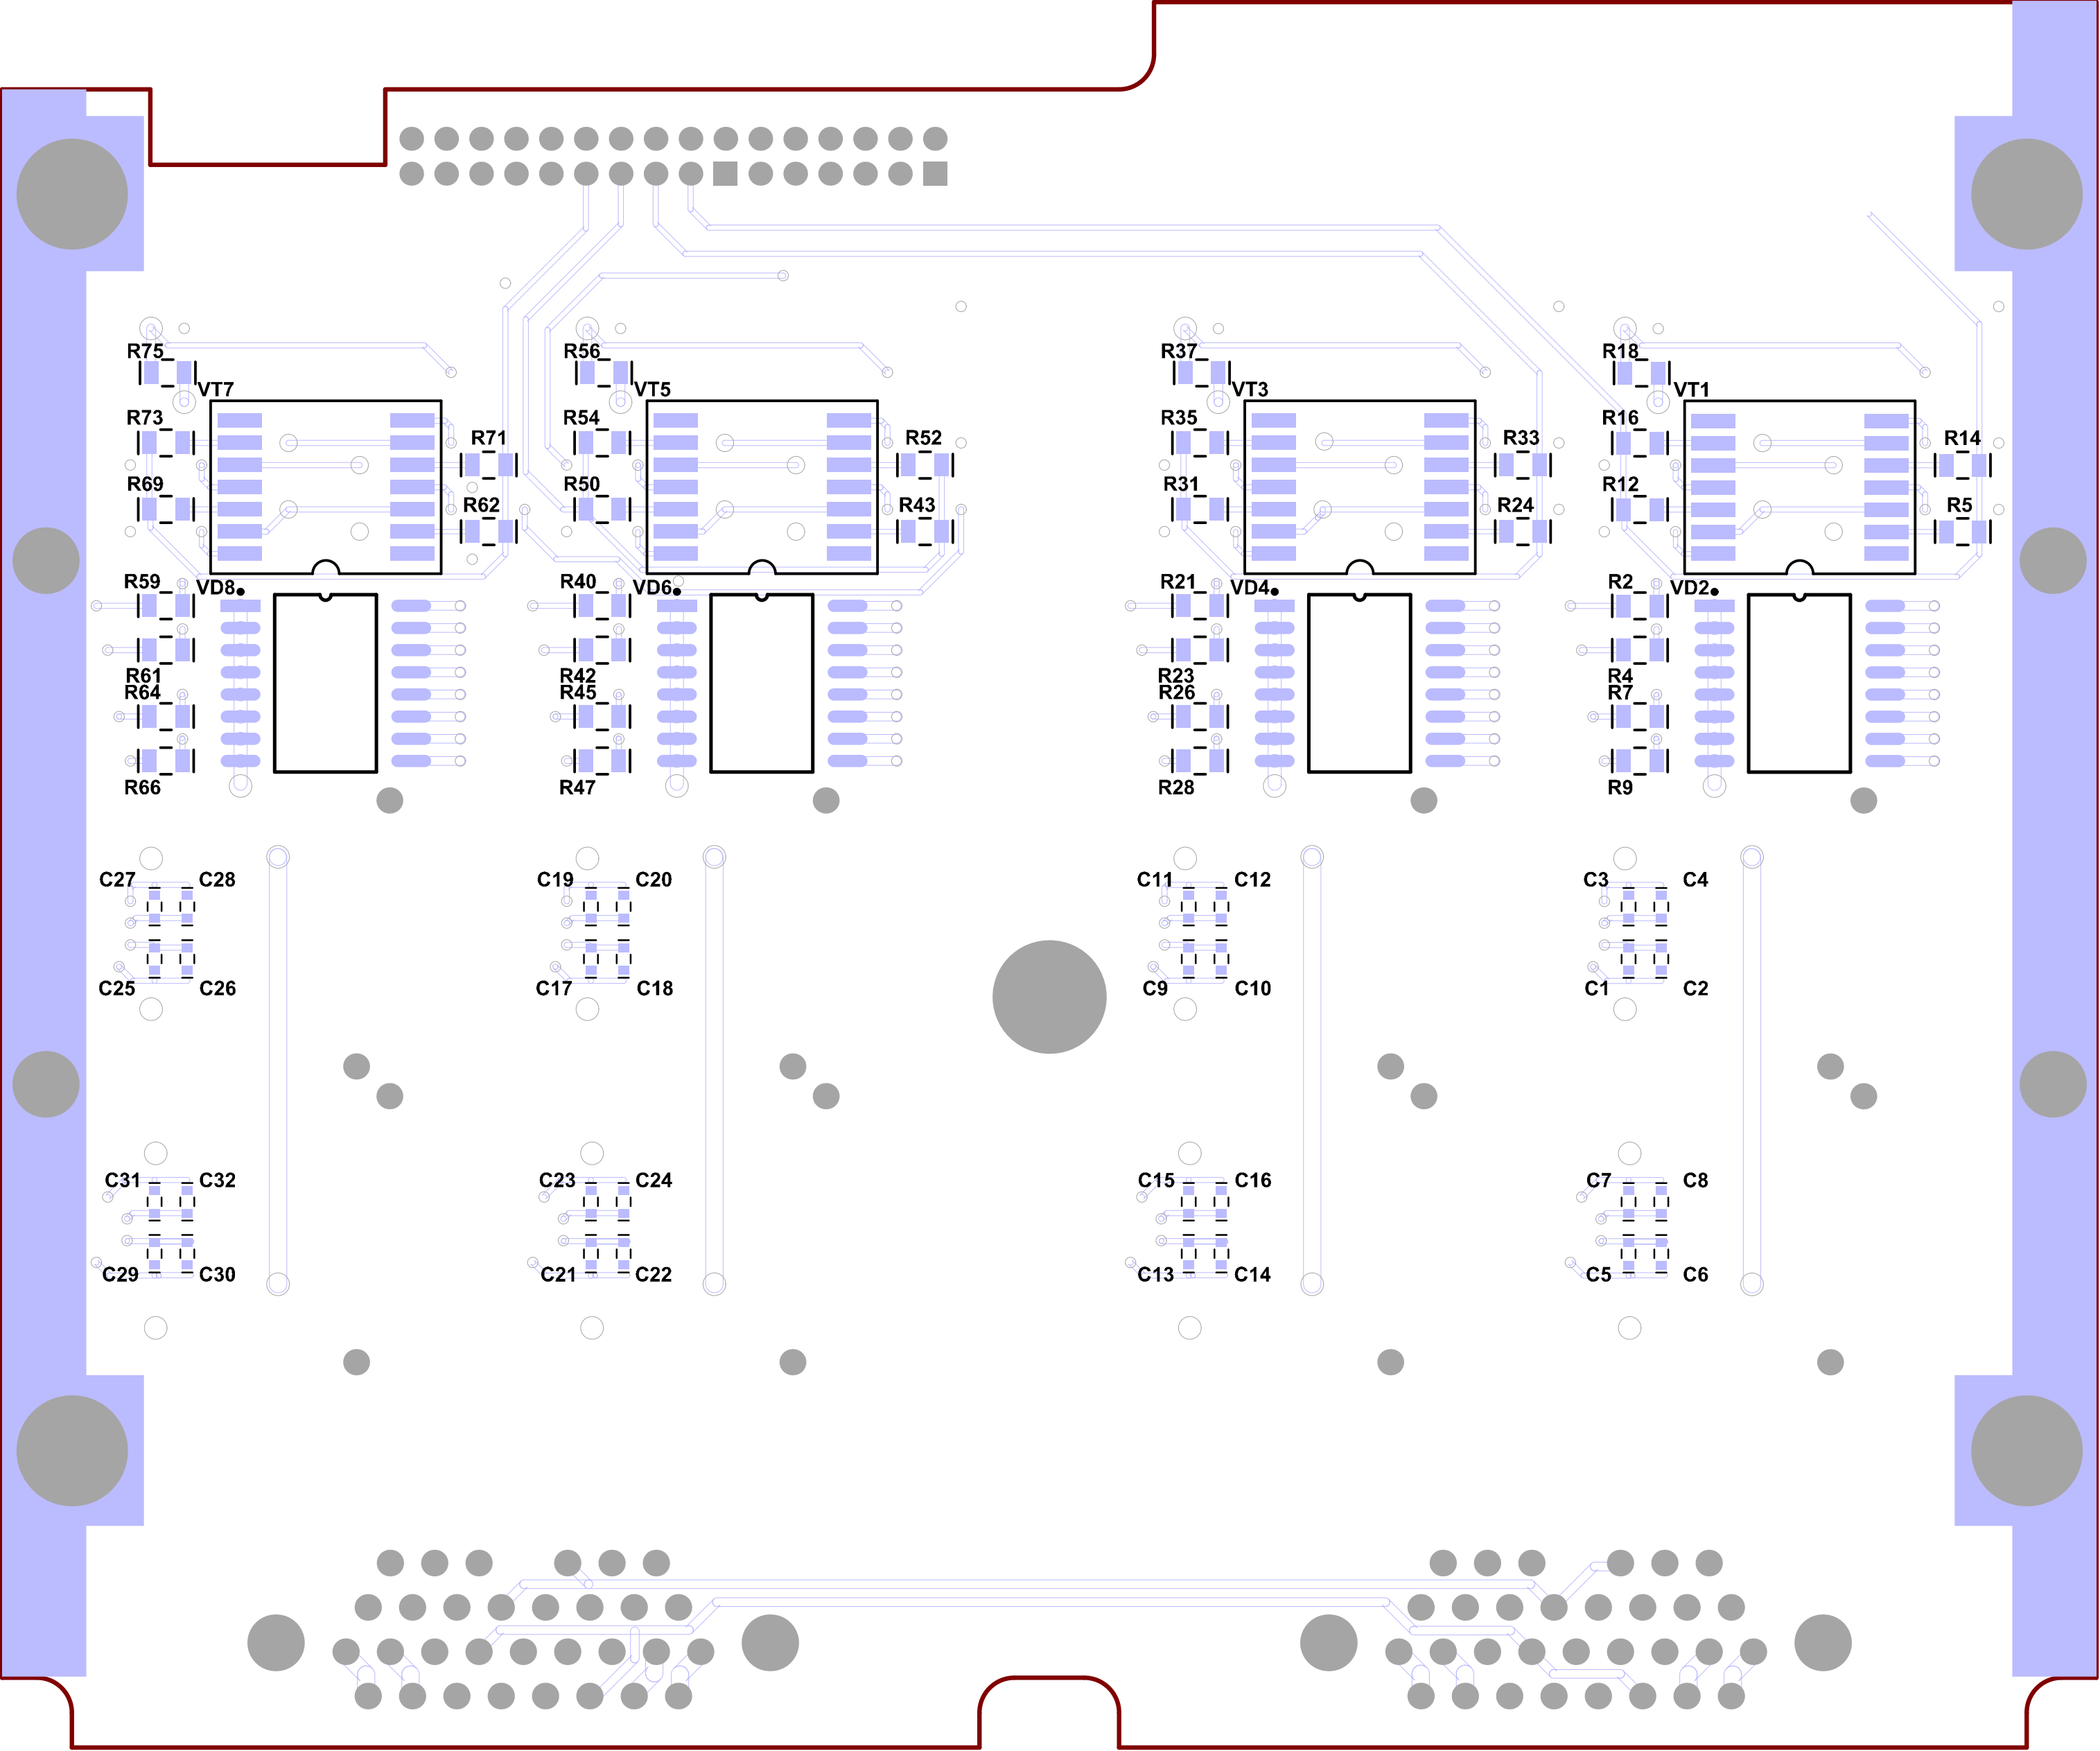 R75 R56 R37 R18
VT7 VT5 VT3 VT1
R73 R54 R35 R16
R71 R52 R33 R14
R69 R50 R31 R12
R62 R43 R24 R5
R59 R40 R21 R2
VD8 VD6 VD4 VD2
R61 R42 R23 R4
R64 R45 R26 R7
R66 R47 R28 R9
C27 C28 C19 C20 C11 C12 C3 C4
C25 C26 C17 C18 C9 C10 C1 C2
C31 C32 C23 C24 C15 C16 C7 C8
C29 C30 C21 C22 C13 C14 C5 C6